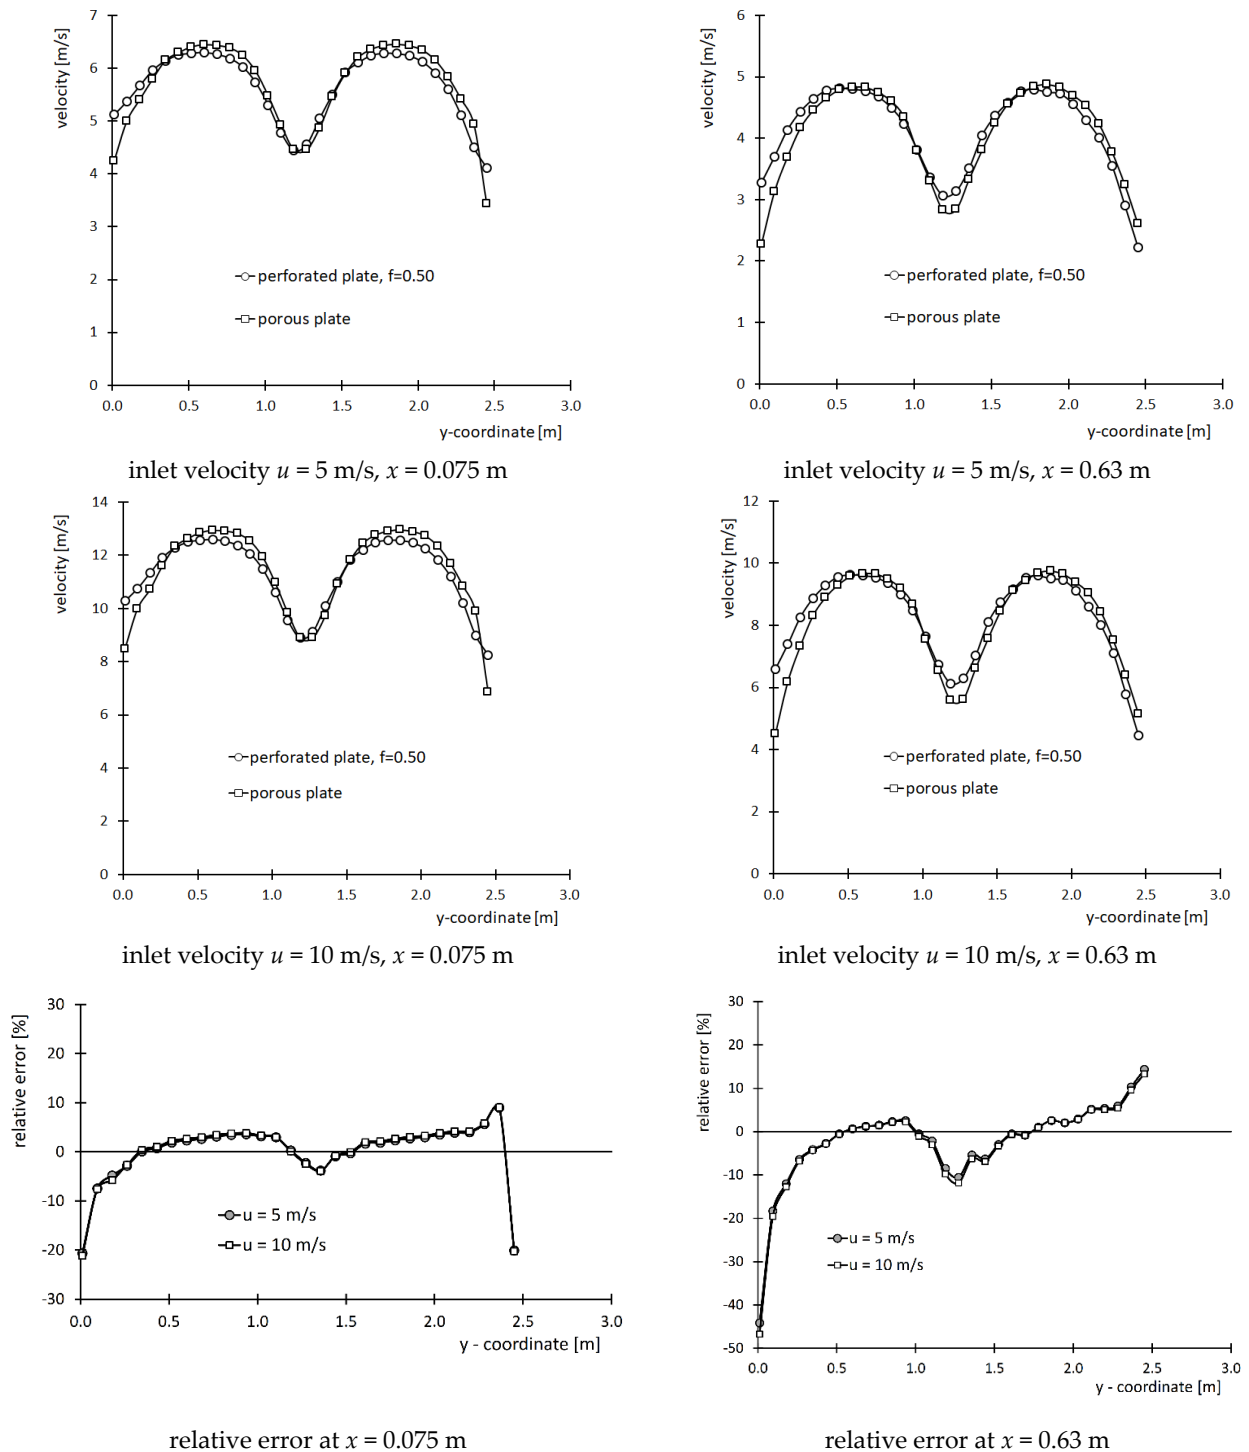 velocity [m/s]
7
6
5
4
3
2
1
0
0.0 0.5 1.0 1.5 2.0 2.5 3.0
y-coordinate [m]
perforated plate, f=0.50
porous plate
inlet velocity u = 5 m/s, x = 0.075 m
velocity [m/s]
6
5
4
3
2
1
0
0.0 0.5 1.0 1.5 2.0 2.5 3.0
y-coordinate [m]
perforated plate, f=0.50
porous plate
inlet velocity u = 5 m/s, x = 0.63 m
velocity [m/s]
14
12
10
8
6
4
2
0
0.0 0.5 1.0 1.5 2.0 2.5 3.0
y-coordinate [m]
perforated plate, f=0.50
porous plate
inlet velocity u = 10 m/s, x = 0.075 m
velocity [m/s]
12
10
8
6
4
2
0
0.0 0.5 1.0 1.5 2.0 2.5 3.0
y-coordinate [m]
perforated plate, f=0.50
porous plate
inlet velocity u = 10 m/s, x = 0.63 m
relative error [%]
30
20
10
0
-10
-20
-30
0.0 0.5 1.0 1.5 2.0 2.5 3.0
y - coordinate [m]
u = 5 m/s
u = 10 m/s
relative error at x = 0.075 m
relative error [%]
30
20
10
0
-10
-20
-30
-40
-50
0.0 0.5 1.0 1.5 2.0 2.5 3.0
y - coordinate [m]
u = 5 m/s
u = 10 m/s
relative error at x = 0.63 m